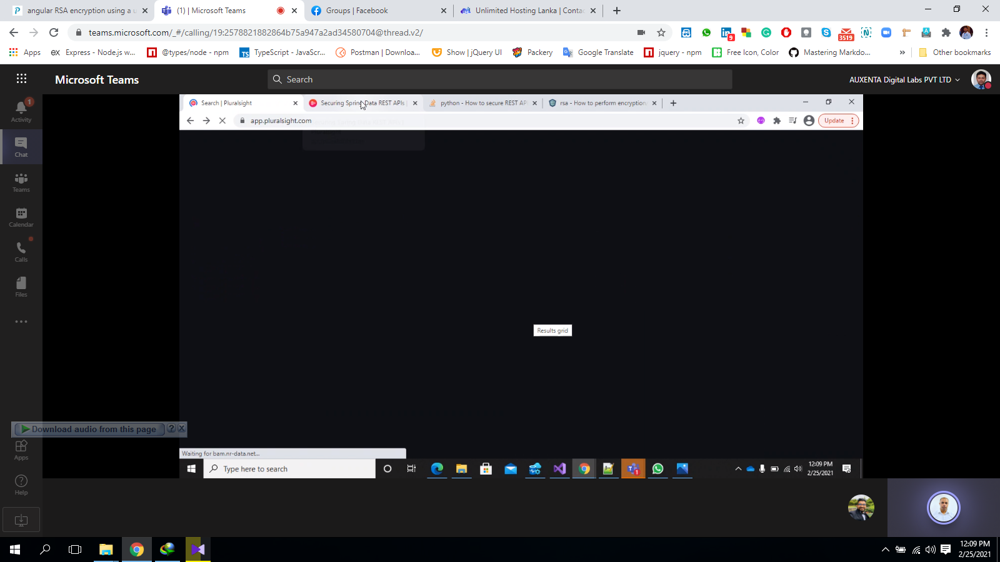 angular RSA encryption using a u
(1) | Microsoft Teams
Groups | Facebook
Unlimited Hosting Lanka | Contac
teams.microsoft.com/_#/calling/19:2578821882864b75a947a2ad34580704@thread.v2/
9
3519
Apps
Express - Node.js w...
@types/node - npm
TypeScript - JavaScr...
Postman | Downloa...
Show | jQuery UI
Packery
Google Translate
jquery - npm
Free Icon, Color
Mastering Markdo...
Other bookmarks
Microsoft Teams
Search
AUXENTA Digital Labs PVT LTD
1
Activity
Chat
Teams
Calendar
Calls
Files
Apps
Help
Search | Pluralsight
Securing Spring Data REST APIs |
python - How to secure REST AP
rsa - How to perform encryption
app.pluralsight.com
Update
Results grid
Download audio from this page
Waiting for bam.nr-data.net...
Type here to search
1
12:09 PM
2/25/2021
12:09 PM
2/25/2021